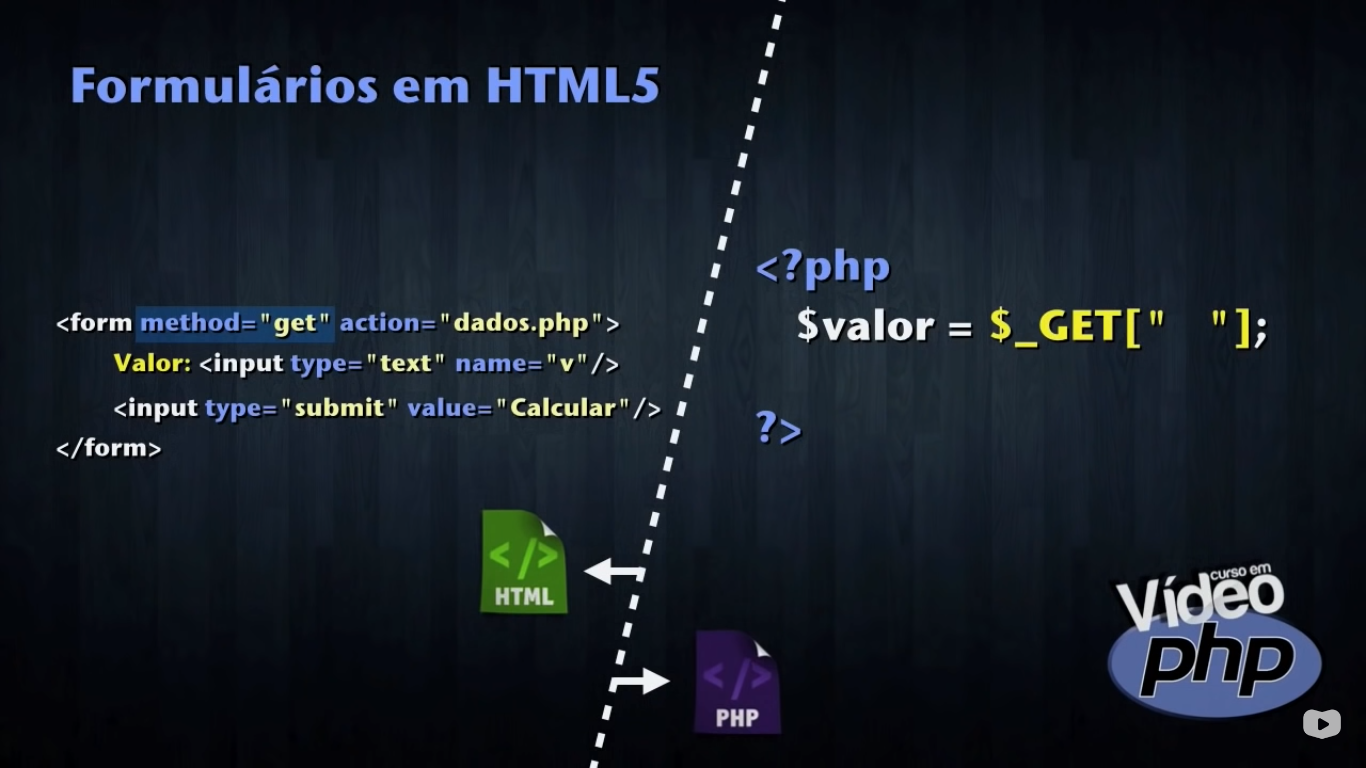 Formulários em HTML5
<form method="get" action="dados.php">
Valor: <input type="text" name="v"/>
<input type="submit" value="Calcular"/>
</form>
<?php
$valor = $_GET[" "];
?>
</>
HTML
</>
PHP
curso em
Vídeo
php